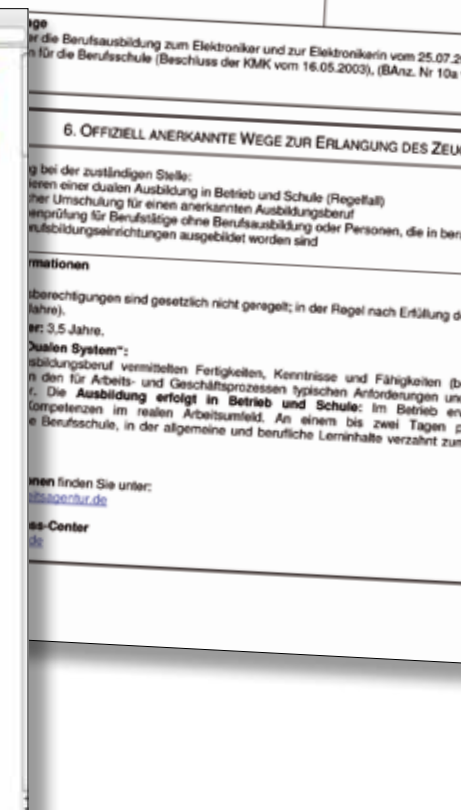 ge
er die Berufsausbildung zum Elektroniker und zur Elektronikerin vom 25.07.2
n für die Berufsschule (Beschluss der KMK vom 16.05.2003), (BAnz. Nr 10a
6. OFFIZIELL ANERKANNTE WEGE ZUR ERLANGUNG DES ZEU
g bei der zuständigen Stelle:
ieren einer dualen Ausbildung in Betrieb und Schule (Regelfall)
her Umschulung für einen anerkannten Ausbildungsberuf
enprüfung für Berufstätige ohne Berufsausbildung oder Personen, die in ber
rufsbildungseinrichtungen ausgebildet worden sind
rmationen
sberechtigungen sind gesetzlich nicht geregelt; in der Regel nach Erfüllung d
Jahre).
er: 3,5 Jahre.
Dualen System":
sbildungsberuf vermittelten Fertigkeiten, Kenntnisse und Fähigkeiten (b
n den für Arbeits- und Geschäftsprozessen typischen Anforderungen un
r. Die Ausbildung erfolgt in Betrieb und Schule: Im Betrieb er
Kompetenzen im realen Arbeitsumfeld. An einem bis zwei Tagen p
e Berufsschule, in der allgemeine und berufliche Lerninhalte verzahnt zum
onen finden Sie unter:
eitsagentur.de
ss-Center
de